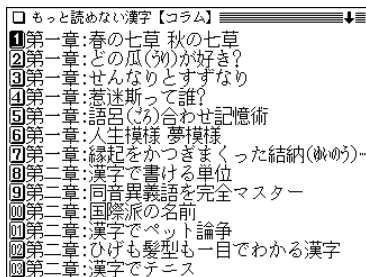 □ もっと読めない漢字【コラム】
1第一章:春の七草 秋の七草
2第一章:どの瓜(うり)が好き?
3第一章:せんなりとすずなり
4第一章:惹迷斯って誰?
5第一章:語呂(ごろ)合わせ記憶術
6第一章:人生模様 夢模様
7第一章:縁起をかつぎまくった結納(ゆいのう)…
8第二章:漢字で書ける単位
9第二章:同音異義語を完全マスター
00第二章:国際派の名前
01第二章:漢字でペット論争
02第二章:ひげも髪型も一目でわかる漢字
03第二章:漢字でテニス